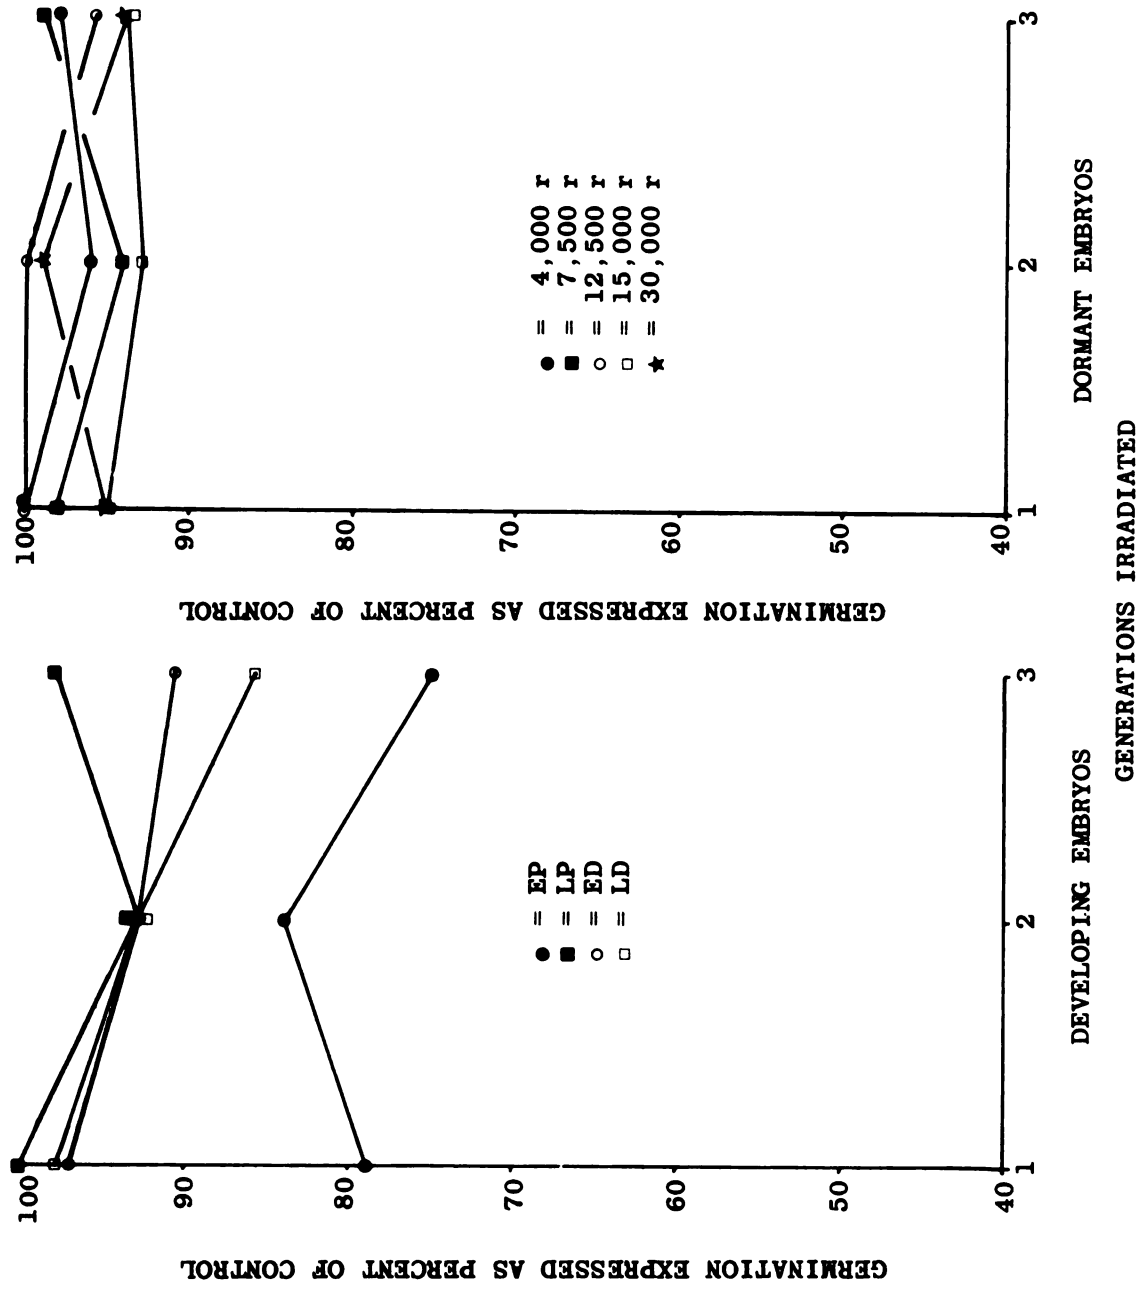 GERMINATION EXPRESSED AS PERCENT OF CONTROL
100
90
80
70
60
50
40
1
2
3
● = EP
■ = LP
○ = ED
□ = LD
DEVELOPING EMBRYOS
GERMINATION EXPRESSED AS PERCENT OF CONTROL
100
90
80
70
60
50
40
1
2
3
● = 4,000 r
■ = 7,500 r
○ = 12,500 r
□ = 15,000 r
★ = 30,000 r
DORMANT EMBRYOS
GENERATIONS IRRADIATED